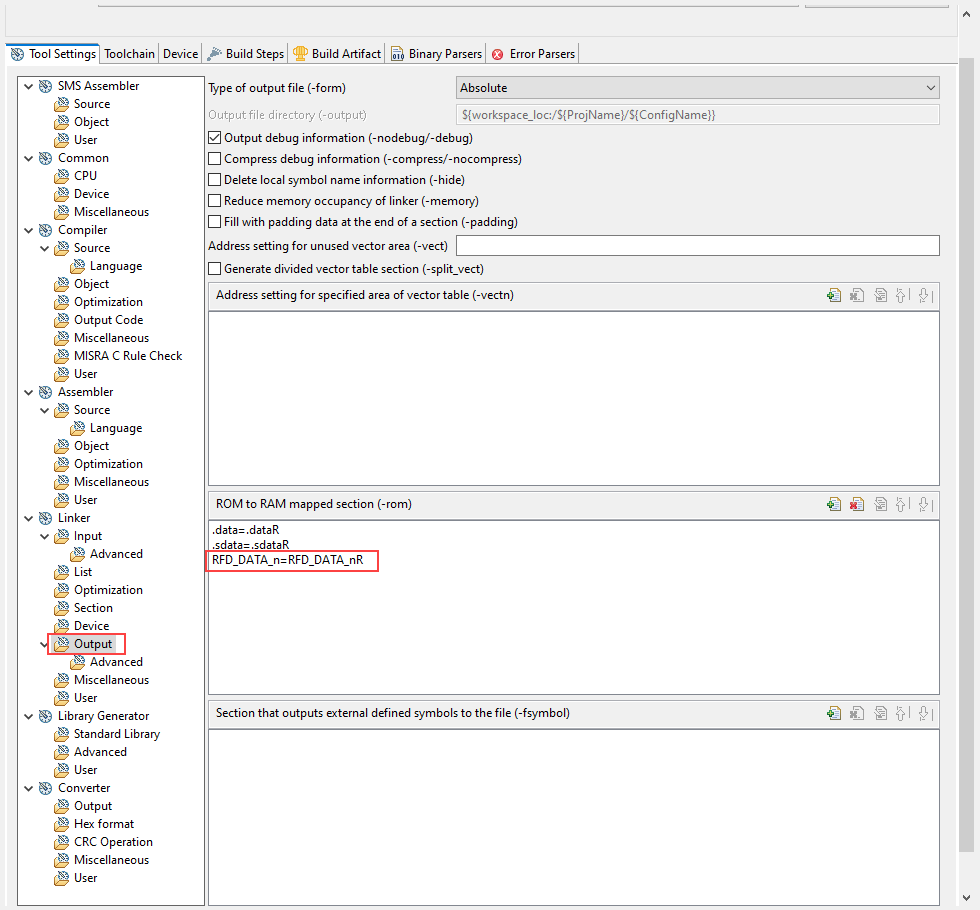 Tool Settings Toolchain Device Build Steps Build Artifact Binary Parsers Error Parsers
SMS Assembler
Source
Object
User
Common
CPU
Device
Miscellaneous
Compiler
Source
Language
Object
Optimization
Output Code
Miscellaneous
MISRA C Rule Check
User
Assembler
Source
Language
Object
Optimization
Miscellaneous
User
Linker
Input
Advanced
List
Optimization
Section
Device
Output
Advanced
Miscellaneous
User
Library Generator
Standard Library
Advanced
User
Converter
Output
Hex format
CRC Operation
Miscellaneous
User
Type of output file (-form) Absolute
Output file directory (-output) ${workspace_loc:/${ProjName}/${ConfigName}}
Output debug information (-nodebug/-debug)
Compress debug information (-compress/-nocompress)
Delete local symbol name information (-hide)
Reduce memory occupancy of linker (-memory)
Fill with padding data at the end of a section (-padding)
Address setting for unused vector area (-vect)
Generate divided vector table section (-split_vect)
Address setting for specified area of vector table (-vectn)
ROM to RAM mapped section (-rom)
.data=.dataR
.sdata=.sdataR
RFD_DATA_n=RFD_DATA_nR
Section that outputs external defined symbols to the file (-fsymbol)